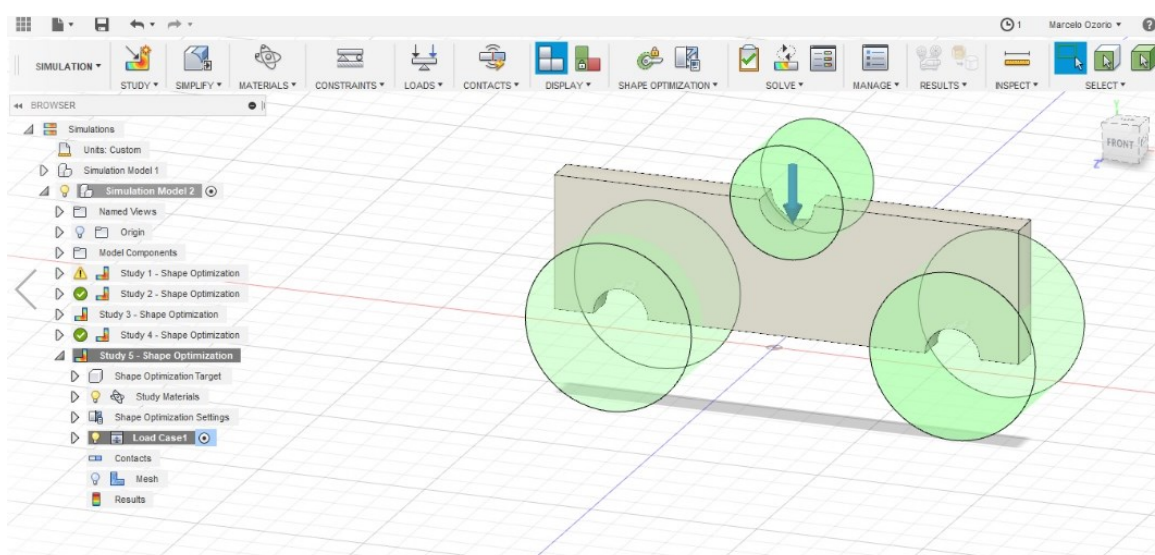 1 Marcelo Ozorio ?
SIMULATION
STUDY SIMPLIFY MATERIALS CONSTRAINTS LOADS CONTACTS DISPLAY SHAPE OPTIMIZATION SOLVE MANAGE RESULTS INSPECT SELECT
BROWSER
Simulations
Units: Custom
Simulation Model 1
Simulation Model 2
Named Views
Origin
Model Components
Study 1 - Shape Optimization
Study 2 - Shape Optimization
Study 3 - Shape Optimization
Study 4 - Shape Optimization
Study 5 - Shape Optimization
Shape Optimization Target
Study Materials
Shape Optimization Settings
Load Case1
Contacts
Mesh
Results
FRONT
Z